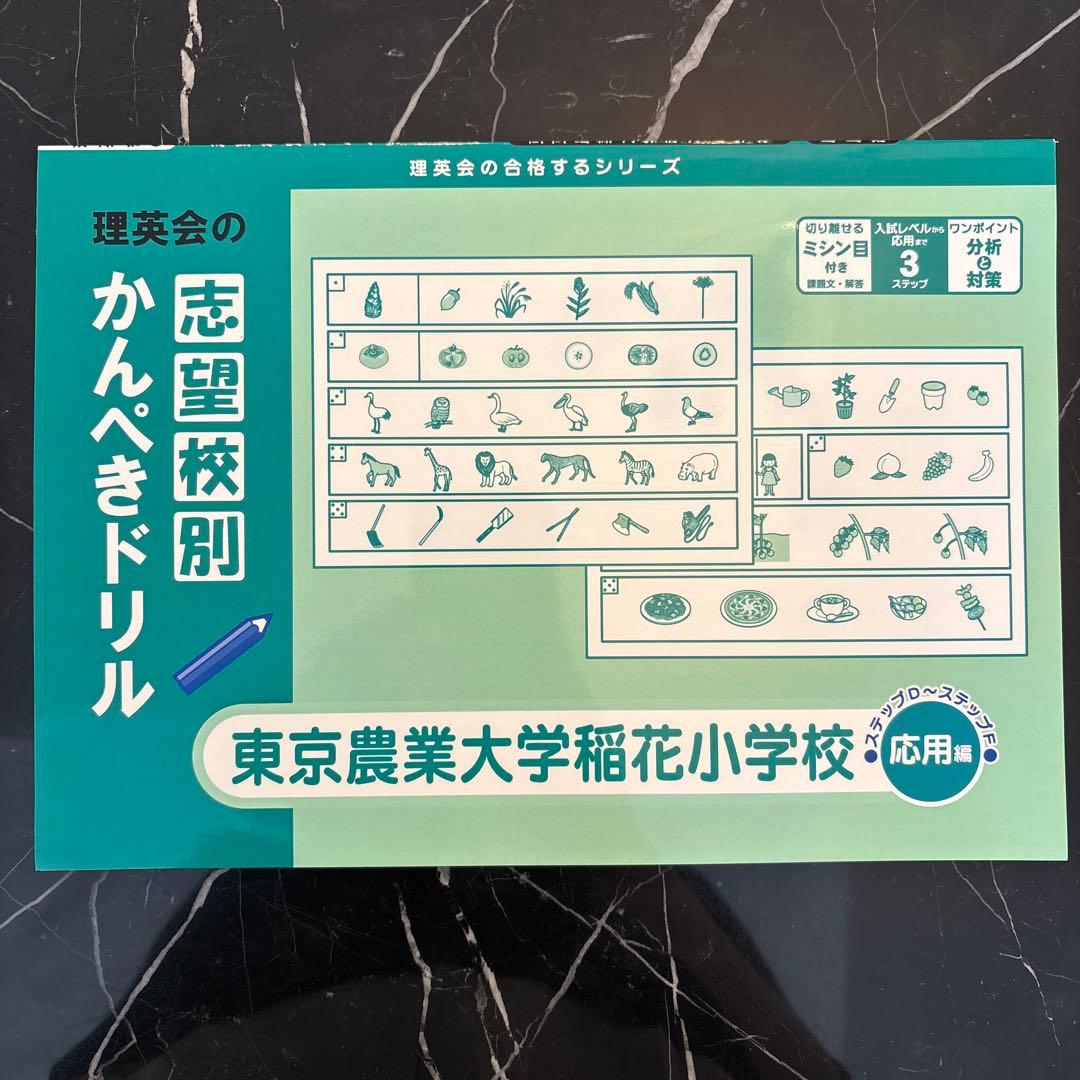 理英会の合格するシリーズ
理英会の
志望校別
かんぺきドリル
切り離せる
ミシン目
付き
課題文・解答
入試レベルから
応用まで
3
ステップ
ワンポイント
分析
と
対策
東京農業大学稲花小学校
ステップD～ステップF
応用編